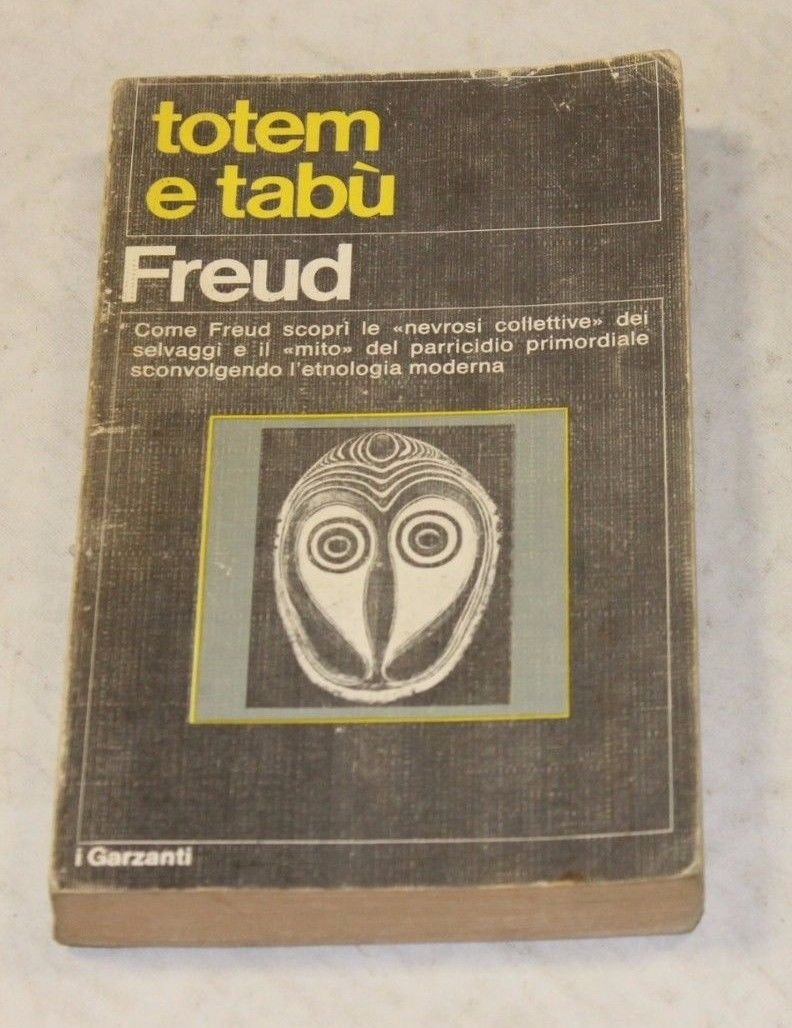 totem
e tabù
Freud
Come Freud scoprì le «nevrosi collettive» dei
selvaggi e il «mito» del parricidio primordiale
sconvolgendo l'etnologia moderna
i Garzanti